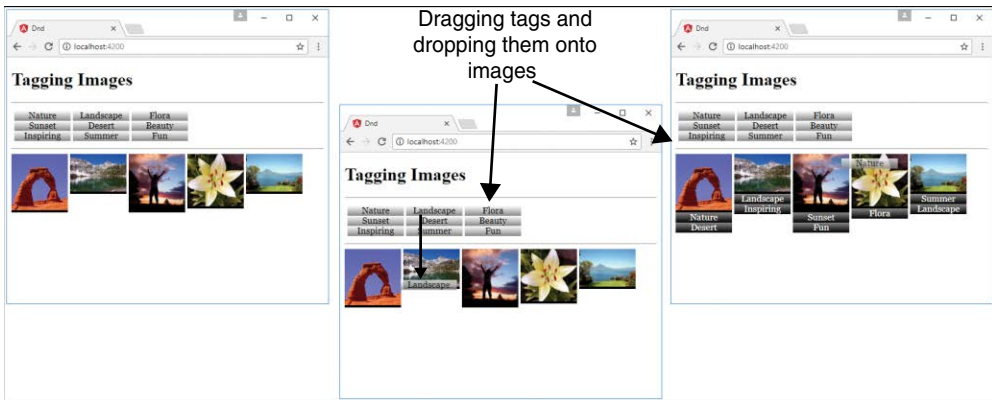 Dragging tags and
dropping them onto
images
Dnd
localhost:4200
Tagging Images
Nature Landscape Flora
Sunset Desert Beauty
Inspiring Summer Fun
Dnd
localhost:4200
Tagging Images
Nature Landscape Flora
Sunset Desert Beauty
Inspiring Summer Fun
Landscape
Dnd
localhost:4200
Tagging Images
Nature Landscape Flora
Sunset Desert Beauty
Inspiring Summer Fun
Nature
Nature
Desert
Landscape
Inspiring
Sunset
Fun
Flora
Summer
Landscape